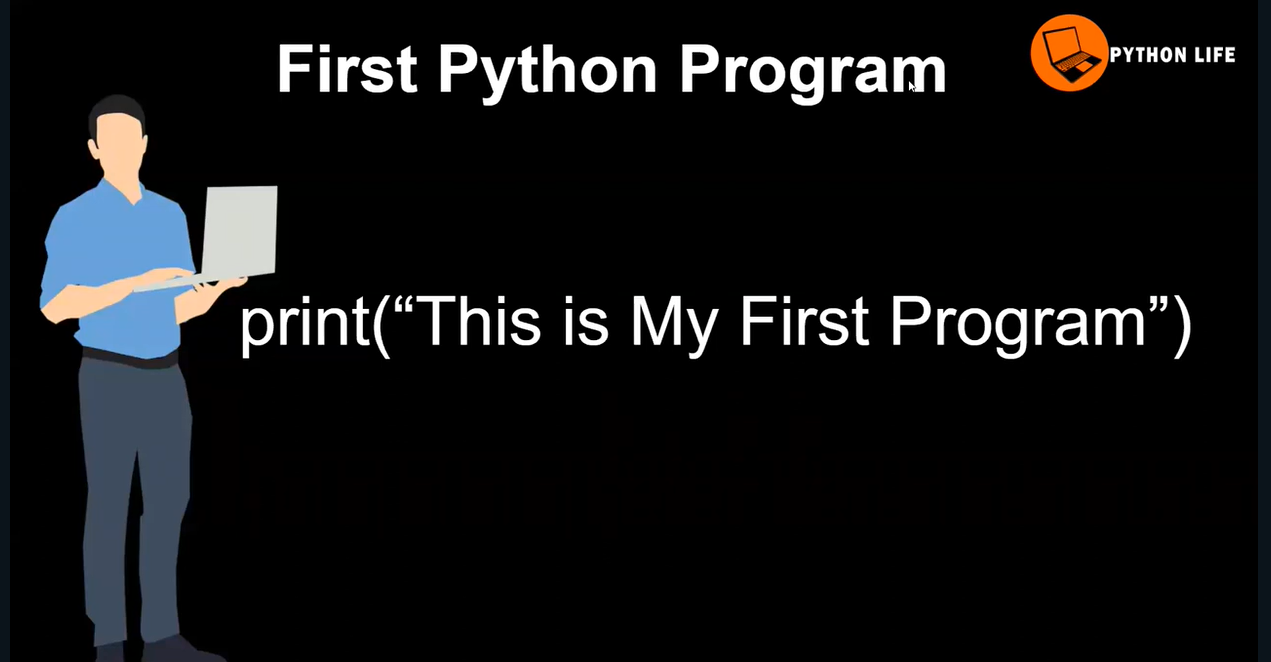 First Python Program
PYTHON LIFE
print(“This is My First Program”)